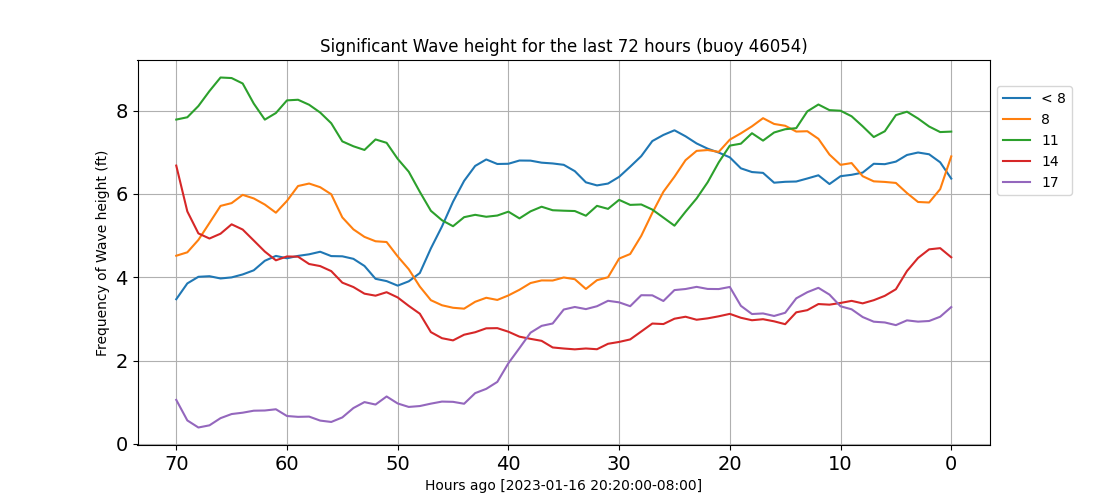 Significant Wave height for the last 72 hours (buoy 46054)
Frequency of Wave height (ft)
8
6
4
2
0
70 60 50 40 30 20 10 0
Hours ago [2023-01-16 20:20:00-08:00]
< 8
8
11
14
17